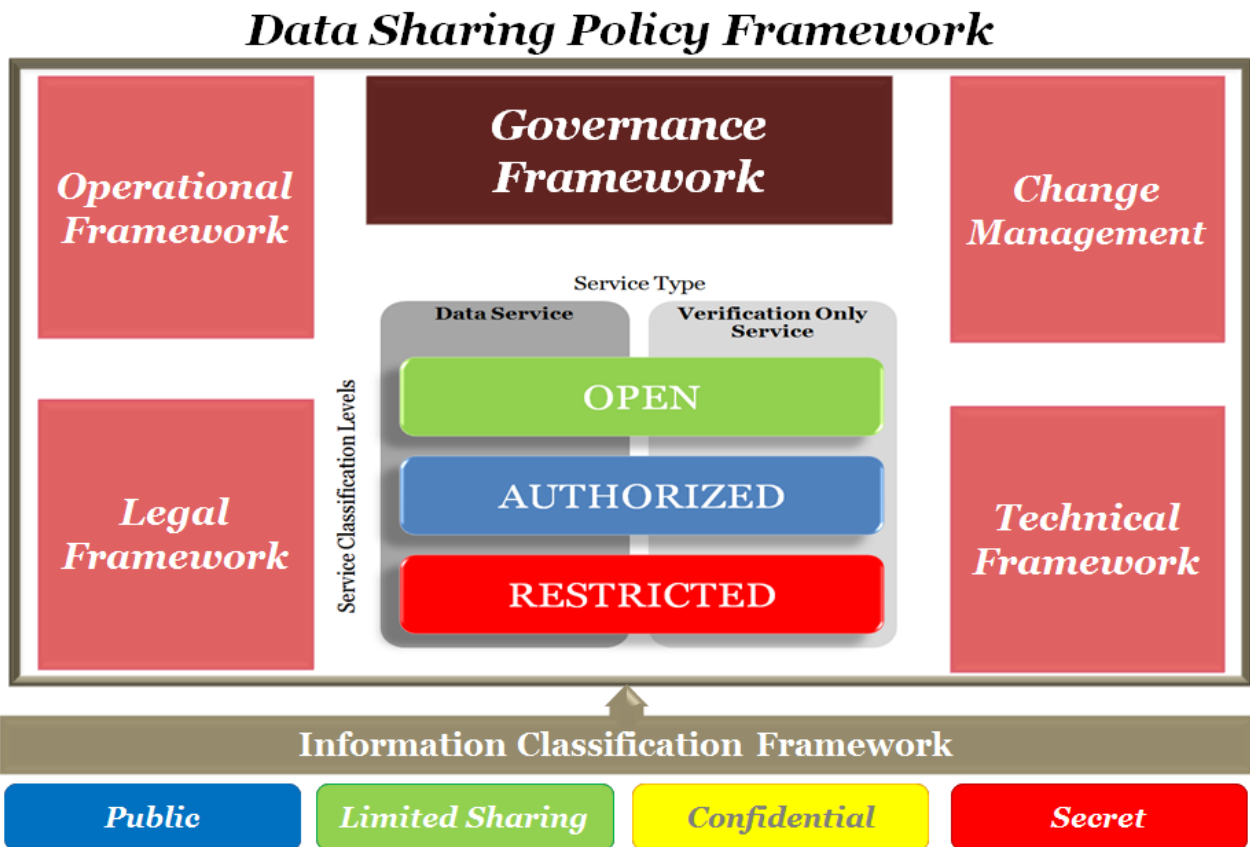 Data Sharing Policy Framework
Operational
Framework
Governance
Framework
Change
Management
Service Type
Data Service
Verification Only
Service
Service Classification Levels
OPEN
AUTHORIZED
RESTRICTED
Legal
Framework
Technical
Framework
Information Classification Framework
Public
Limited Sharing
Confidential
Secret